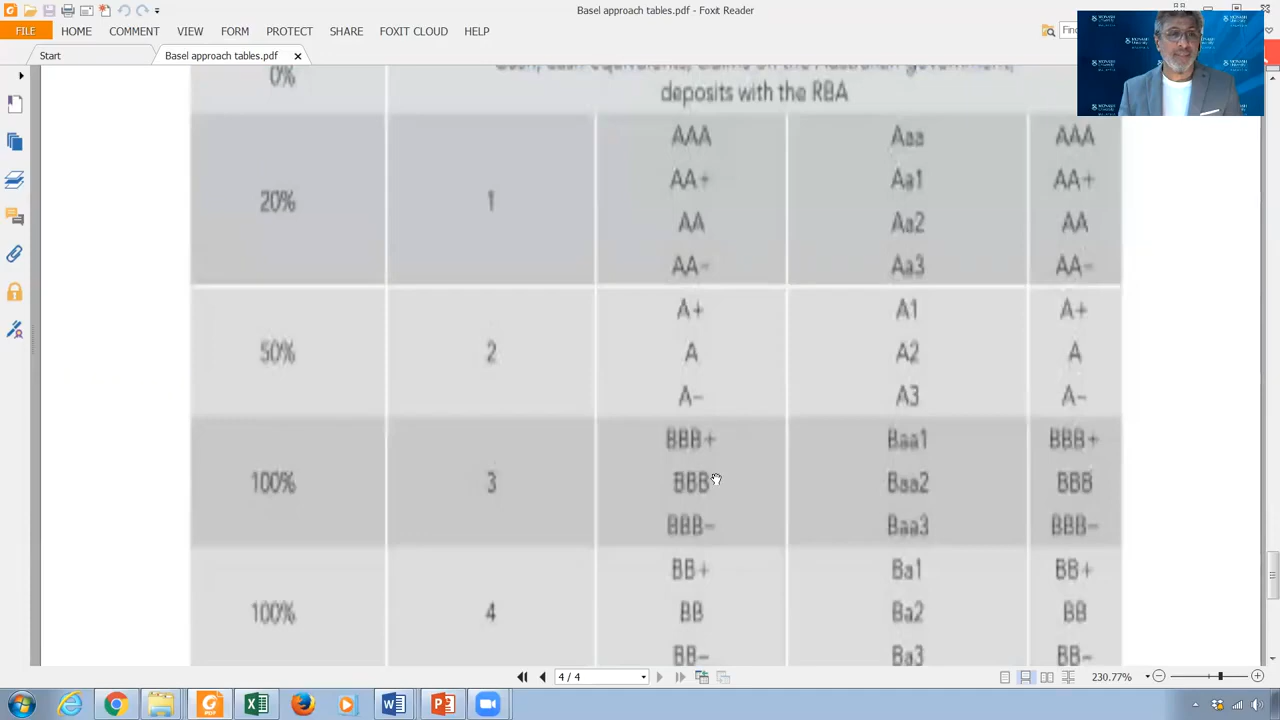 Basel approach tables.pdf - Foxit Reader
FILE HOME COMMENT VIEW FORM PROTECT SHARE FOXIT CLOUD HELP
Start Basel approach tables.pdf
0%
deposits with the RBA
AAA Aaa AAA
AA+ Aa1 AA+
20% 1
AA Aa2 AA
AA- Aa3 AA-
A+ A1 A+
50% 2 A A2 A
A- A3 A-
BBB+ Baa1 BBB+
100% 3 BBB Baa2 BBB
BBB- Baa3 BBB-
BB+ Ba1 BB+
100% 4 BB Ba2 BB
BB- Ba3 BB-
4 / 4 230.77%